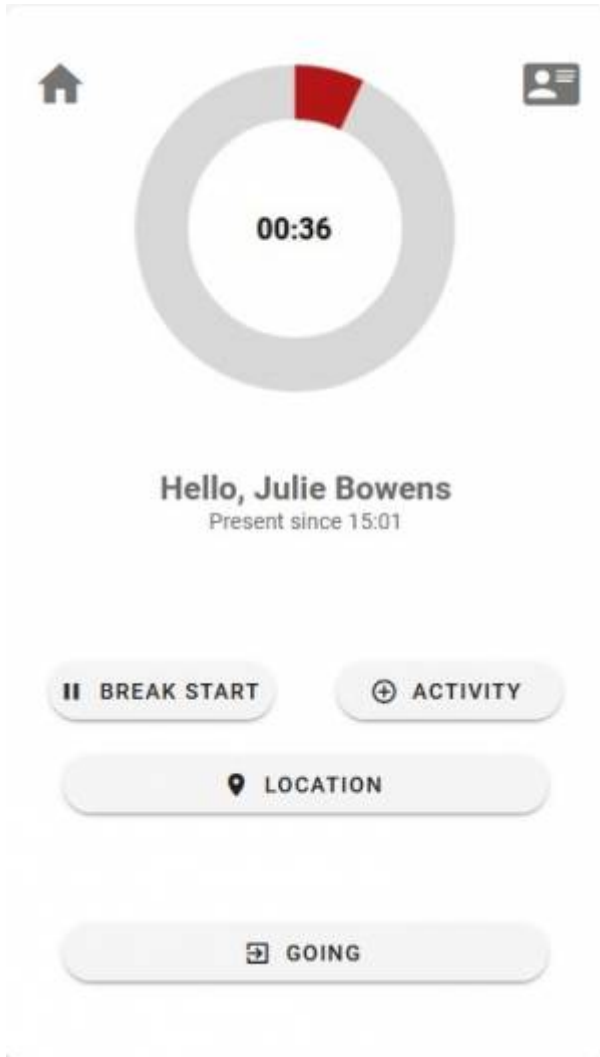 00:36
Hello, Julie Bowens
Present since 15:01
BREAK START
ACTIVITY
LOCATION
GOING